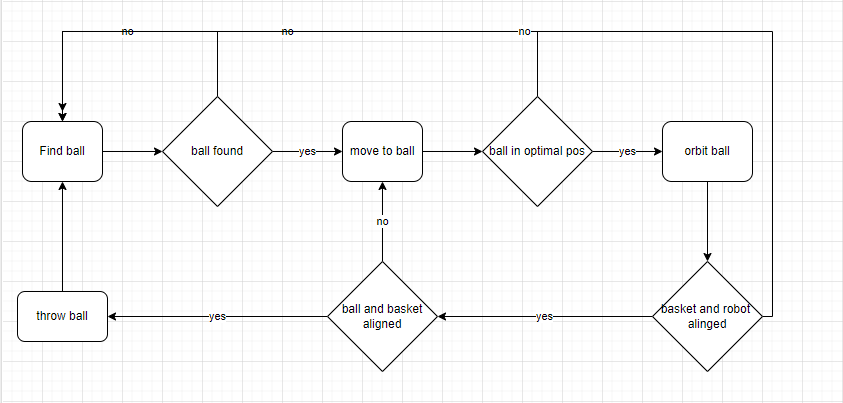 no
no
no
Find ball
ball found
yes
move to ball
ball in optimal pos
yes
orbit ball
no
throw ball
yes
ball and basket
aligned
yes
basket and robot
alinged